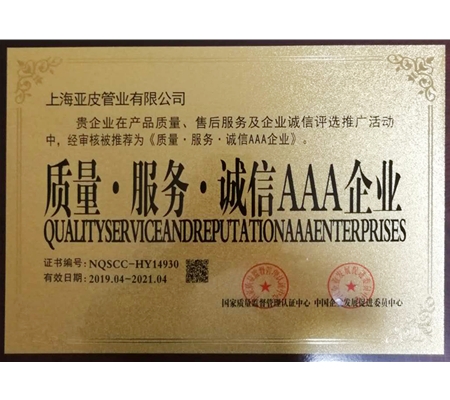 上海亚皮管业有限公司
贵企业在产品质量、售后服务及企业诚信评选推广活动
中，经审核被推荐为《质量·服务·诚信AAA企业》。
质量·服务·诚信AAA企业
QUALITYSERVICEANDREPUTATIONAAAENTERPRISES
证书编号：NQSCC-HY14930
有效日期：2019.04-2021.04
国家质量监督管理认证中心 中国企业发展促进委员中心